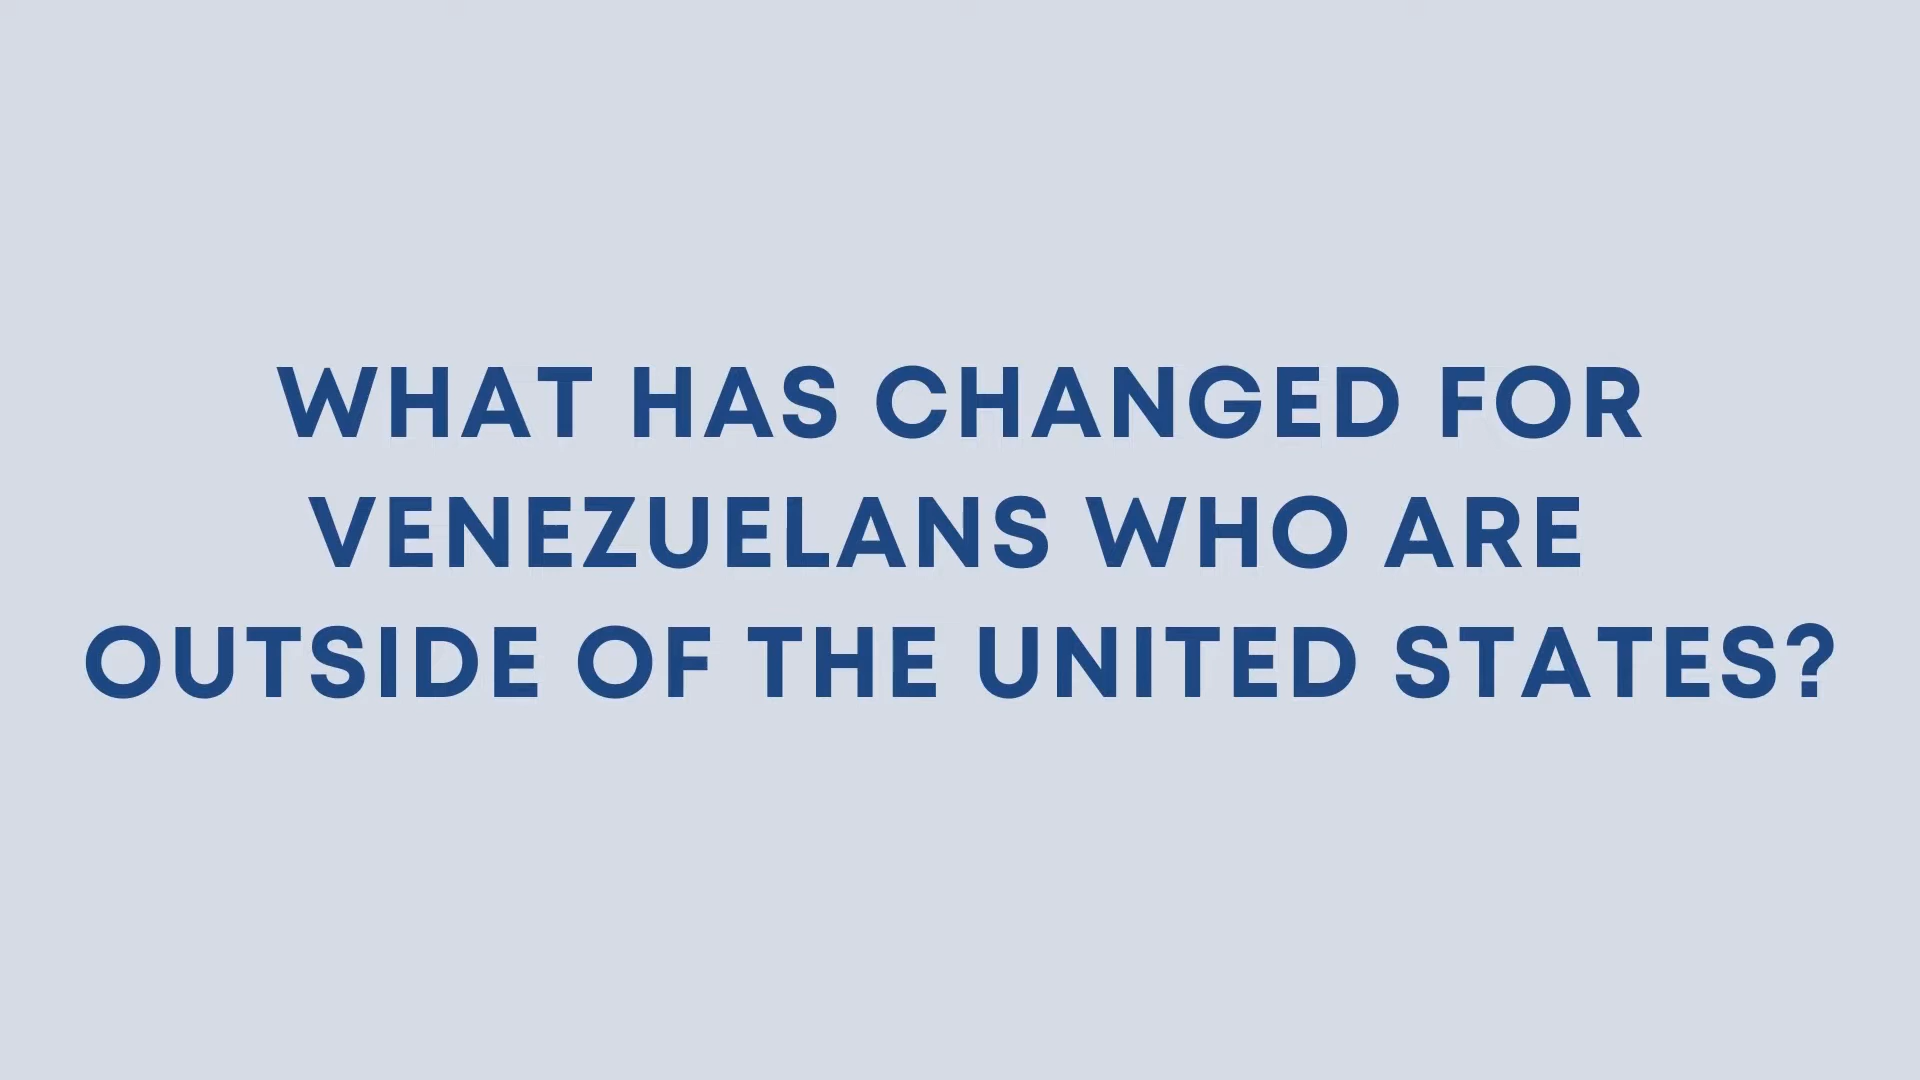 WHAT HAS CHANGED FOR
VENEZUELANS WHO ARE
OUTSIDE OF THE UNITED STATES?